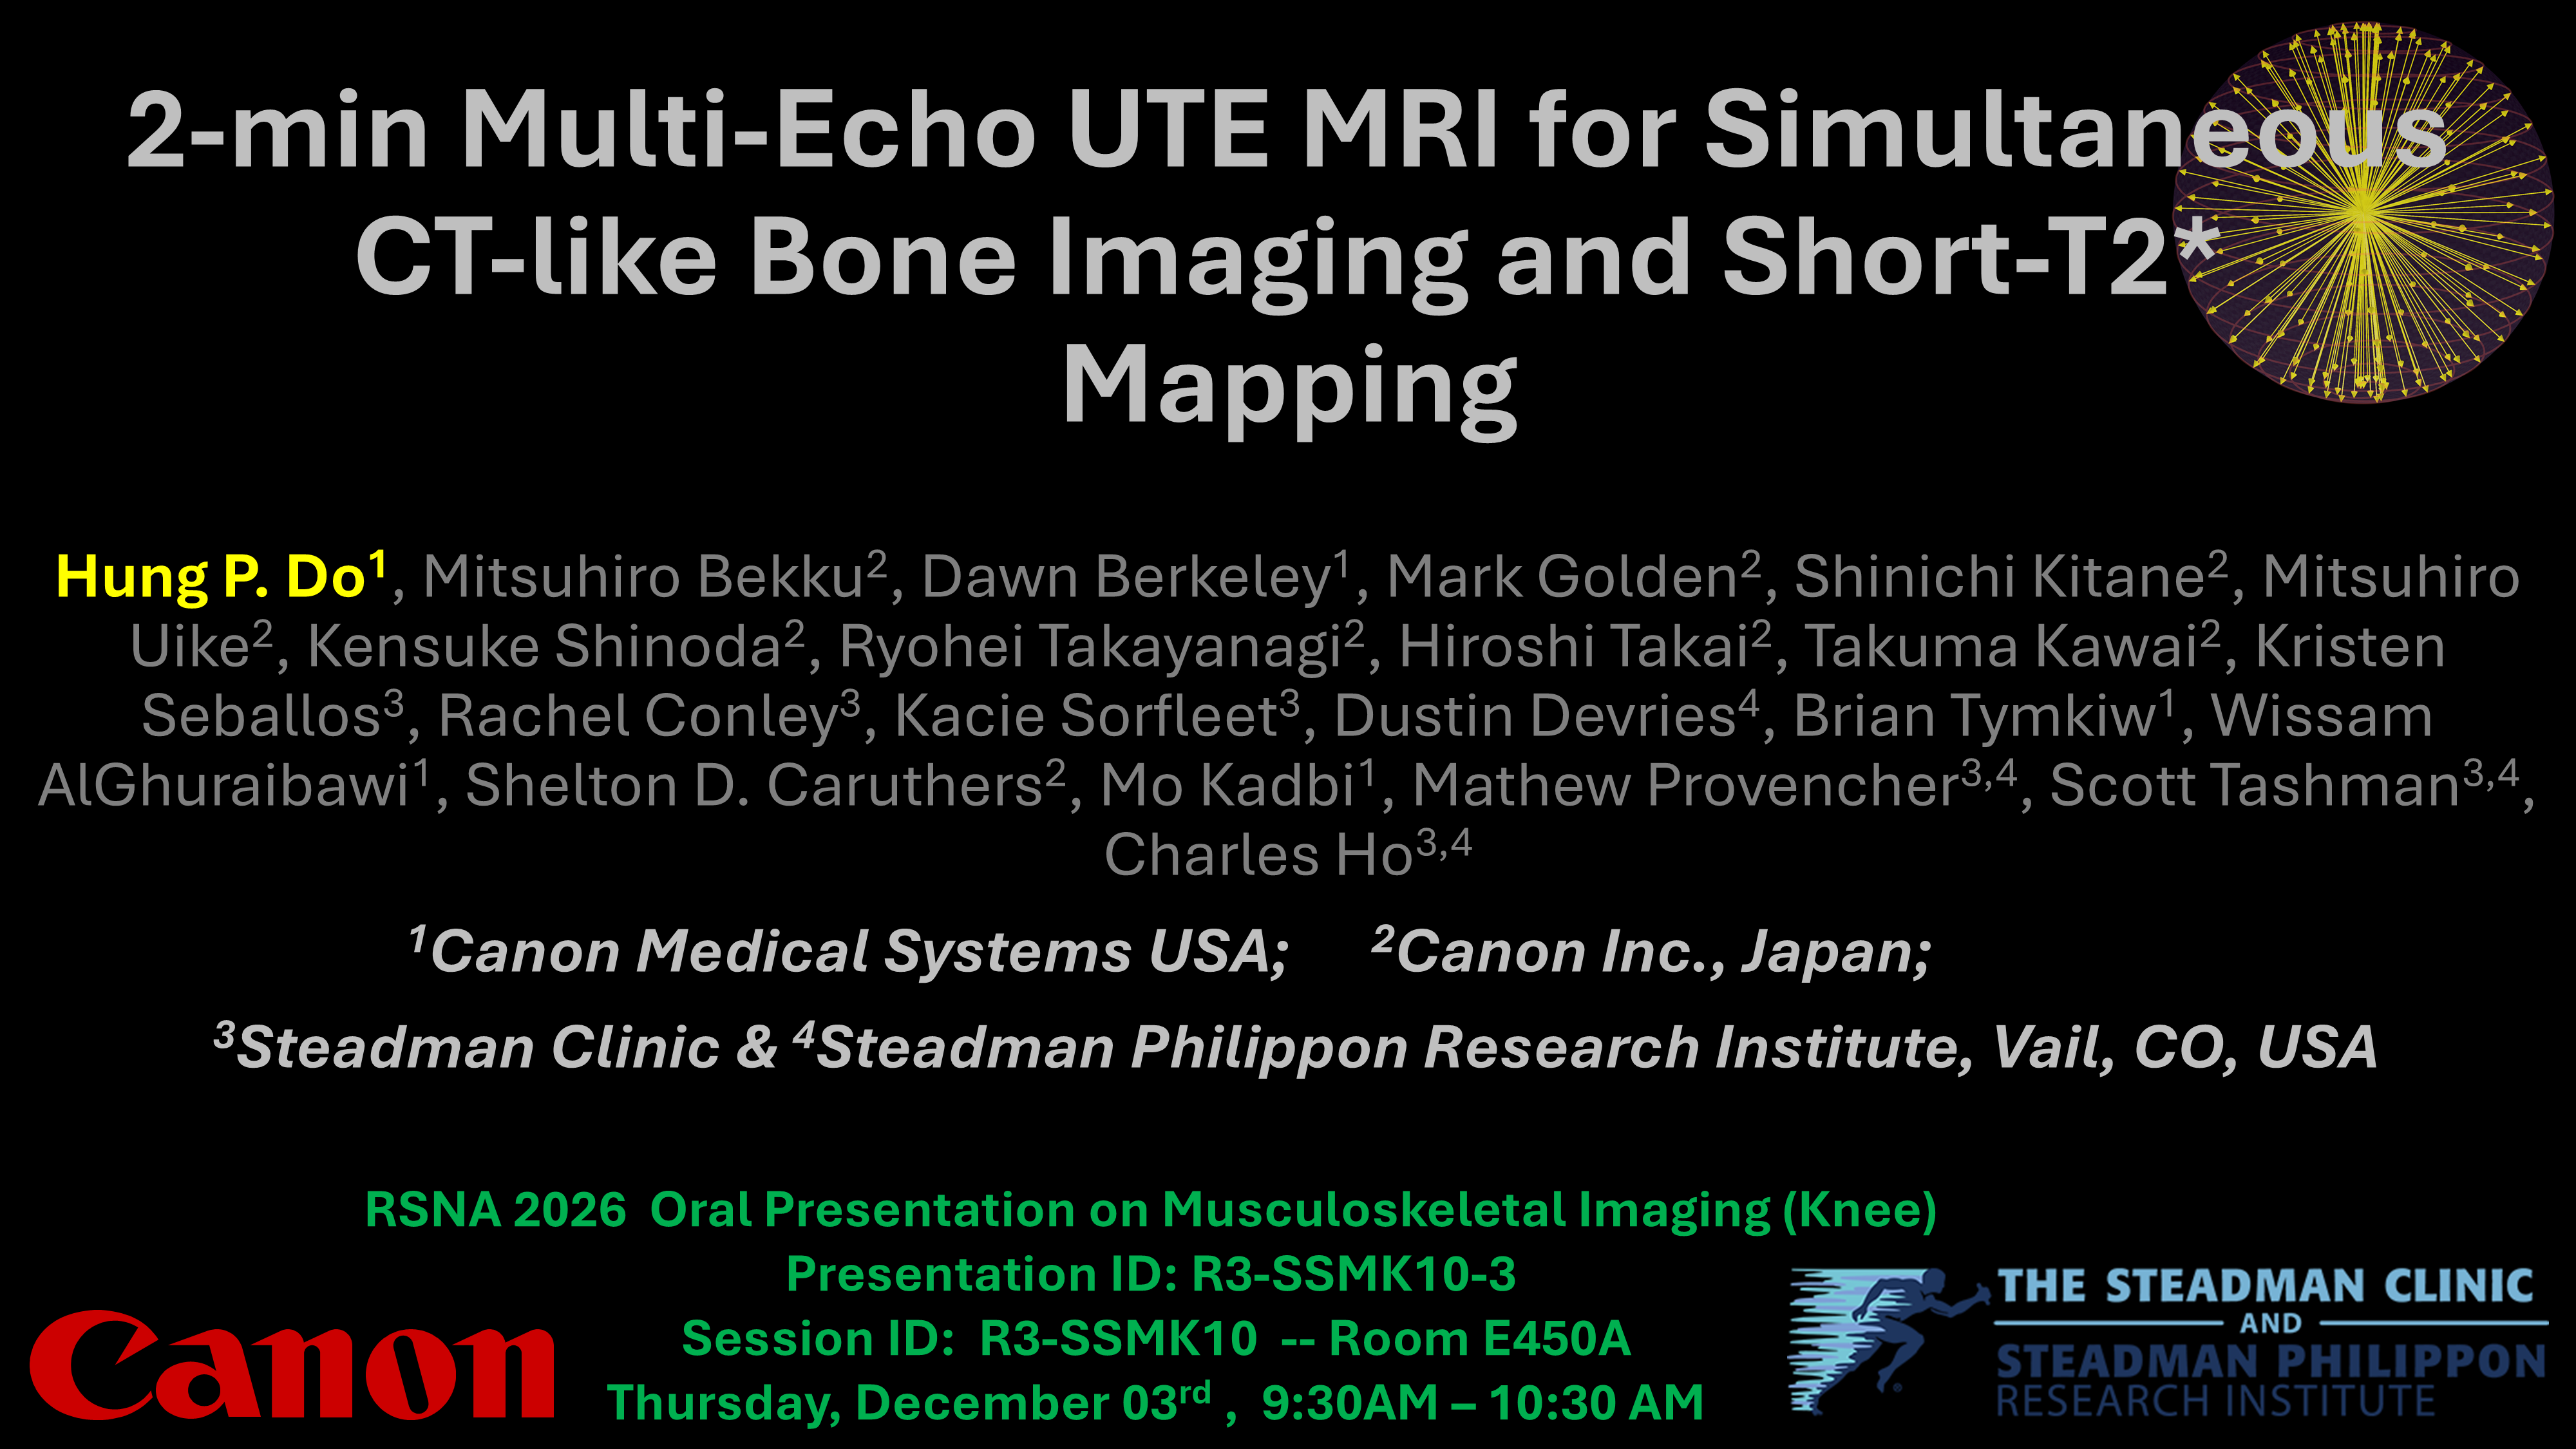 2-min Multi-Echo UTE MRI for Simultaneous
CT-like Bone Imaging and Short-T2*
Mapping
Hung P. Do¹, Mitsuhiro Bekku², Dawn Berkeley¹, Mark Golden², Shinichi Kitane², Mitsuhiro
Uike², Kensuke Shinoda², Ryohei Takayanagi², Hiroshi Takai², Takuma Kawai², Kristen
Seballos³, Rachel Conley³, Kacie Sorfleet³, Dustin Devries⁴, Brian Tymkiw¹, Wissam
AlGhuraibawi¹, Shelton D. Caruthers², Mo Kadbi¹, Mathew Provencher³,⁴, Scott Tashman³,⁴,
Charles Ho³,⁴
¹Canon Medical Systems USA; ²Canon Inc., Japan;
³Steadman Clinic & ⁴Steadman Philippon Research Institute, Vail, CO, USA
RSNA 2026 Oral Presentation on Musculoskeletal Imaging (Knee)
Presentation ID: R3-SSMK10-3
Session ID: R3-SSMK10 -- Room E450A
Thursday, December 03rd , 9:30AM – 10:30 AM
Canon
THE STEADMAN CLINIC
AND
STEADMAN PHILIPPON
RESEARCH INSTITUTE
®